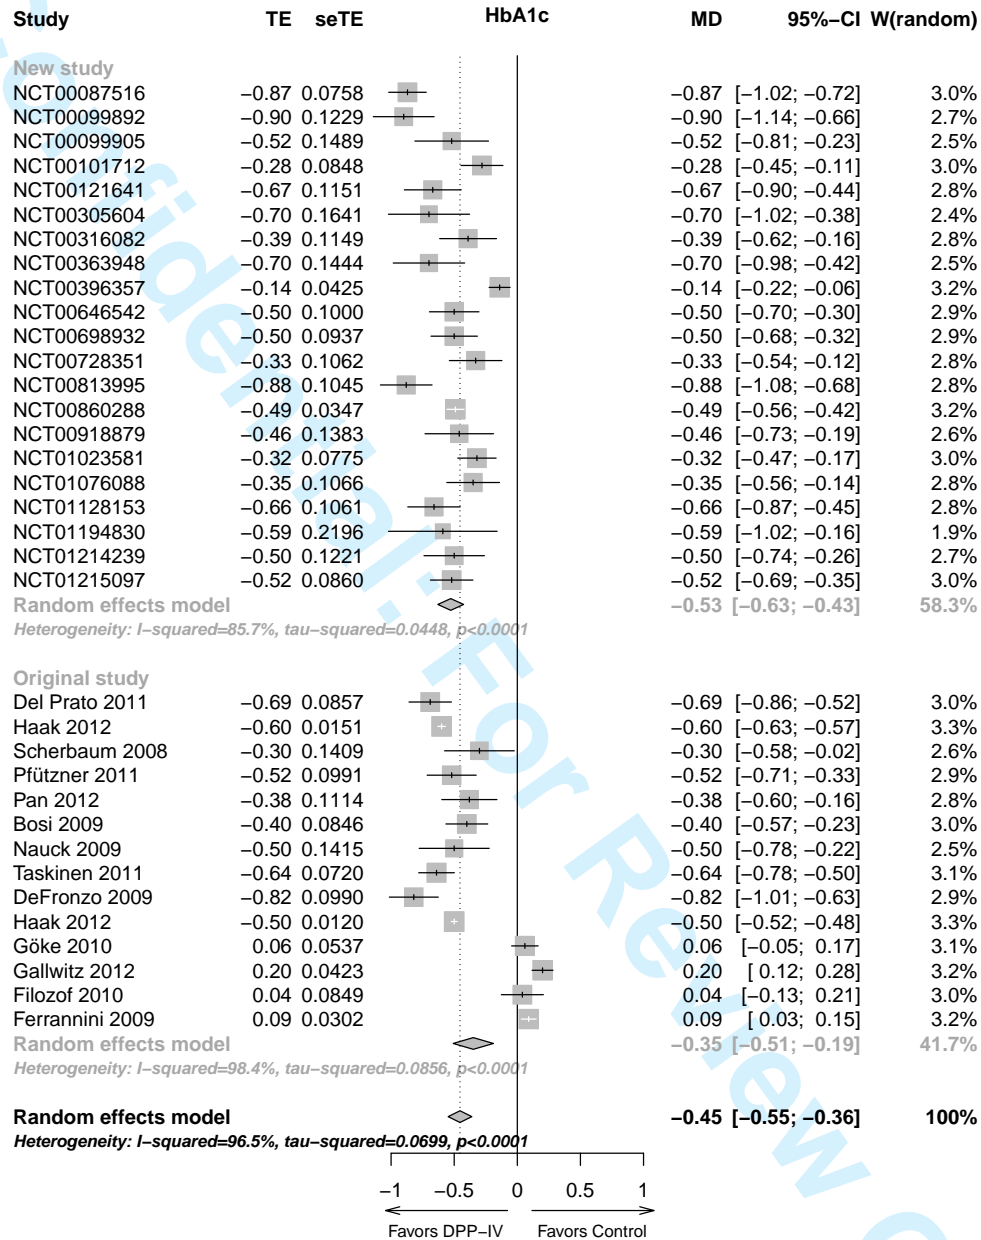 Study TE seTE HbA1c MD 95%−CI W(random)
New study
NCT00087516 −0.87 0.0758 −0.87 [−1.02; −0.72] 3.0%
NCT00099892 −0.90 0.1229 −0.90 [−1.14; −0.66] 2.7%
NCT00099905 −0.52 0.1489 −0.52 [−0.81; −0.23] 2.5%
NCT00101712 −0.28 0.0848 −0.28 [−0.45; −0.11] 3.0%
NCT00121641 −0.67 0.1151 −0.67 [−0.90; −0.44] 2.8%
NCT00305604 −0.70 0.1641 −0.70 [−1.02; −0.38] 2.4%
NCT00316082 −0.39 0.1149 −0.39 [−0.62; −0.16] 2.8%
NCT00363948 −0.70 0.1444 −0.70 [−0.98; −0.42] 2.5%
NCT00396357 −0.14 0.0425 −0.14 [−0.22; −0.06] 3.2%
NCT00646542 −0.50 0.1000 −0.50 [−0.70; −0.30] 2.9%
NCT00698932 −0.50 0.0937 −0.50 [−0.68; −0.32] 2.9%
NCT00728351 −0.33 0.1062 −0.33 [−0.54; −0.12] 2.8%
NCT00813995 −0.88 0.1045 −0.88 [−1.08; −0.68] 2.8%
NCT00860288 −0.49 0.0347 −0.49 [−0.56; −0.42] 3.2%
NCT00918879 −0.46 0.1383 −0.46 [−0.73; −0.19] 2.6%
NCT01023581 −0.32 0.0775 −0.32 [−0.47; −0.17] 3.0%
NCT01076088 −0.35 0.1066 −0.35 [−0.56; −0.14] 2.8%
NCT01128153 −0.66 0.1061 −0.66 [−0.87; −0.45] 2.8%
NCT01194830 −0.59 0.2196 −0.59 [−1.02; −0.16] 1.9%
NCT01214239 −0.50 0.1221 −0.50 [−0.74; −0.26] 2.7%
NCT01215097 −0.52 0.0860 −0.52 [−0.69; −0.35] 3.0%
Random effects model −0.53 [−0.63; −0.43] 58.3%
Heterogeneity: I−squared=85.7%, tau−squared=0.0448, p<0.0001
Original study
Del Prato 2011 −0.69 0.0857 −0.69 [−0.86; −0.52] 3.0%
Haak 2012 −0.60 0.0151 −0.60 [−0.63; −0.57] 3.3%
Scherbaum 2008 −0.30 0.1409 −0.30 [−0.58; −0.02] 2.6%
Pfützner 2011 −0.52 0.0991 −0.52 [−0.71; −0.33] 2.9%
Pan 2012 −0.38 0.1114 −0.38 [−0.60; −0.16] 2.8%
Bosi 2009 −0.40 0.0846 −0.40 [−0.57; −0.23] 3.0%
Nauck 2009 −0.50 0.1415 −0.50 [−0.78; −0.22] 2.5%
Taskinen 2011 −0.64 0.0720 −0.64 [−0.78; −0.50] 3.1%
DeFronzo 2009 −0.82 0.0990 −0.82 [−1.01; −0.63] 2.9%
Haak 2012 −0.50 0.0120 −0.50 [−0.52; −0.48] 3.3%
Göke 2010 0.06 0.0537 0.06 [−0.05; 0.17] 3.1%
Gallwitz 2012 0.20 0.0423 0.20 [ 0.12; 0.28] 3.2%
Filozof 2010 0.04 0.0849 0.04 [−0.13; 0.21] 3.0%
Ferrannini 2009 0.09 0.0302 0.09 [ 0.03; 0.15] 3.2%
Random effects model −0.35 [−0.51; −0.19] 41.7%
Heterogeneity: I−squared=98.4%, tau−squared=0.0856, p<0.0001
Random effects model −0.45 [−0.55; −0.36] 100%
Heterogeneity: I−squared=96.5%, tau−squared=0.0699, p<0.0001
−1 −0.5 0 0.5 1
Favors DPP−IV Favors Control
Confidential: For Review